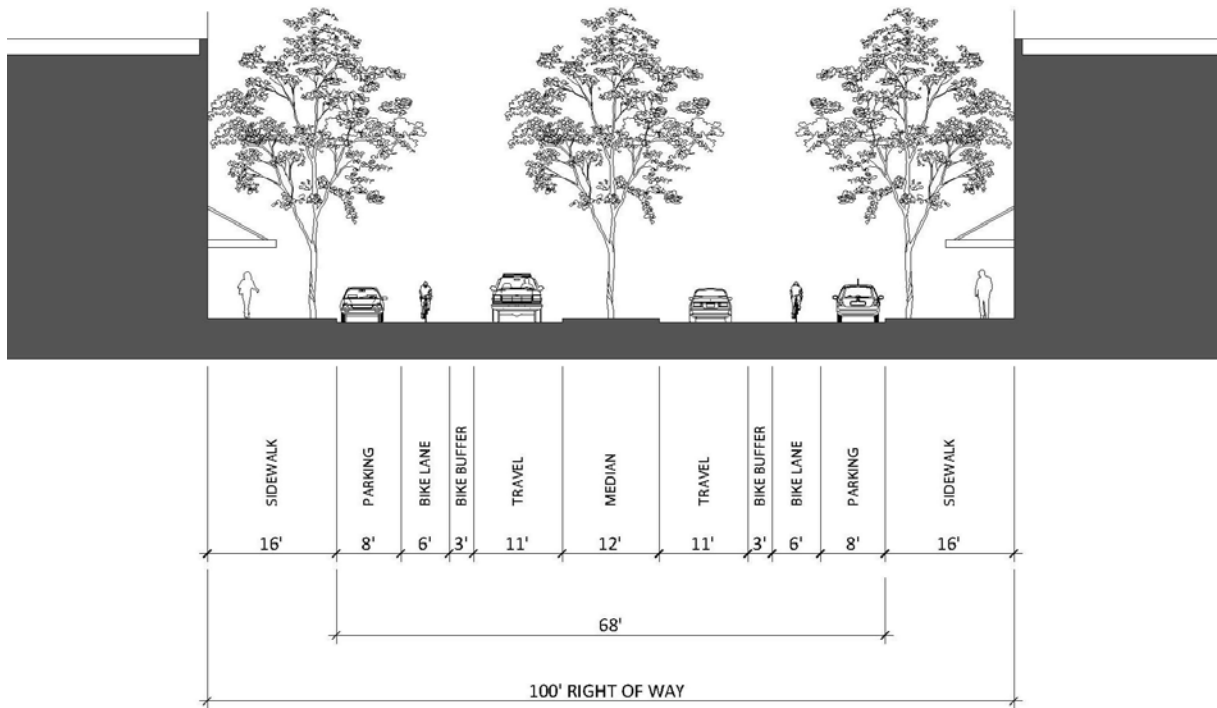 SIDEWALK
PARKING
BIKE LANE
BIKE BUFFER
TRAVEL
MEDIAN
TRAVEL
BIKE BUFFER
BIKE LANE
PARKING
SIDEWALK
16' 8' 6' 3' 11' 12' 11' 3' 6' 8' 16'
68'
100' RIGHT OF WAY